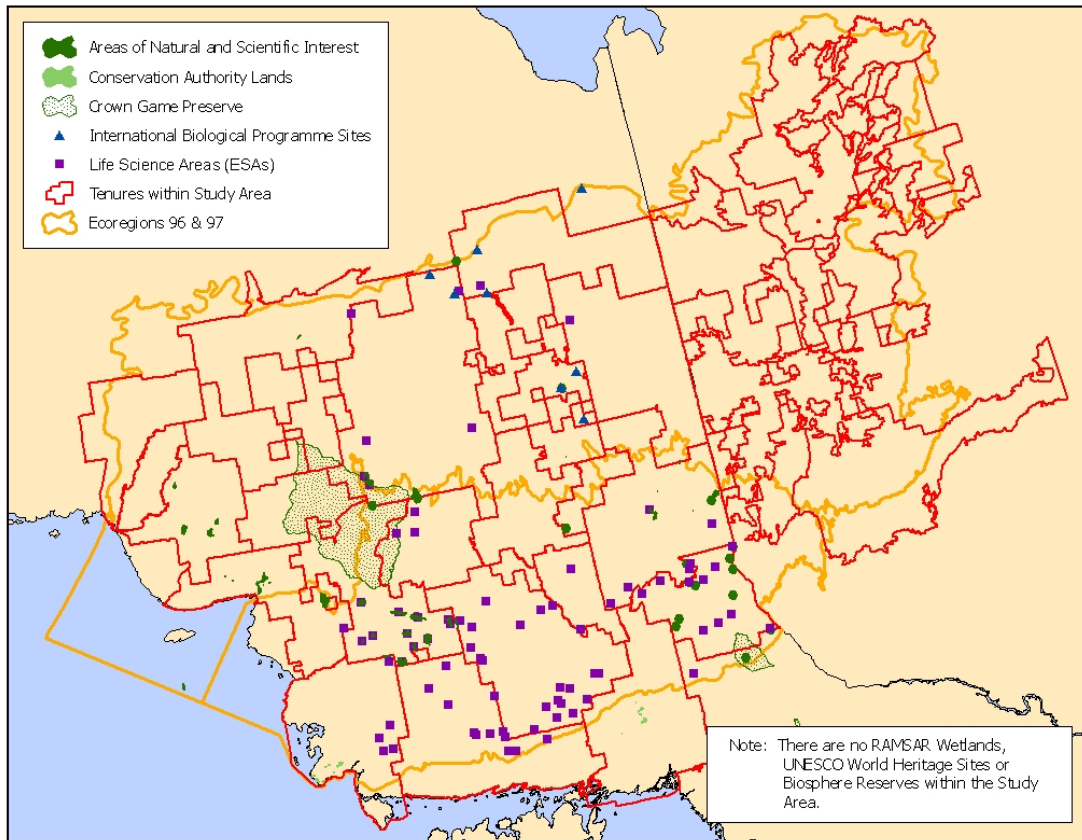 Areas of Natural and Scientific Interest
Conservation Authority Lands
Crown Game Preserve
International Biological Programme Sites
Life Science Areas (ESAs)
Tenures within Study Area
Ecoregions 96 & 97
Note: There are no RAMSAR Wetlands,
UNESCO World Heritage Sites or
Biosphere Reserves within the Study
Area.